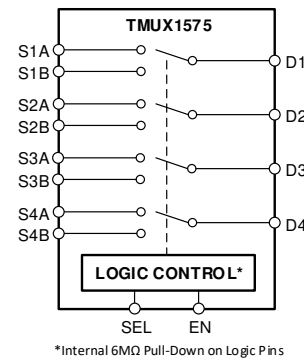 TMUX1575
S1A
S1B
D1
S2A
S2B
D2
S3A
S3B
D3
S4A
S4B
D4
LOGIC CONTROL*
SEL EN
*Internal 6MΩ Pull-Down on Logic Pins